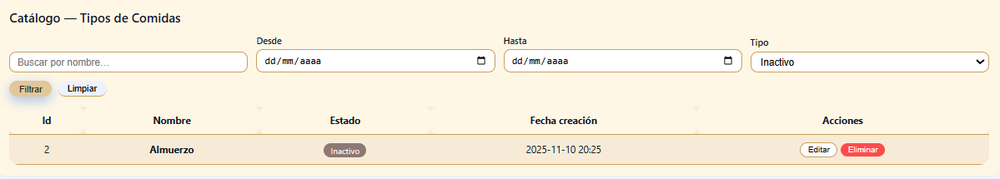 Catálogo — Tipos de Comidas
Desde
Hasta
Tipo
Buscar por nombre...
dd/mm/aaaa
dd/mm/aaaa
Inactivo
Filtrar Limpiar
Id Nombre Estado Fecha creación Acciones
2 Almuerzo Inactivo 2025-11-10 20:25 Editar Eliminar